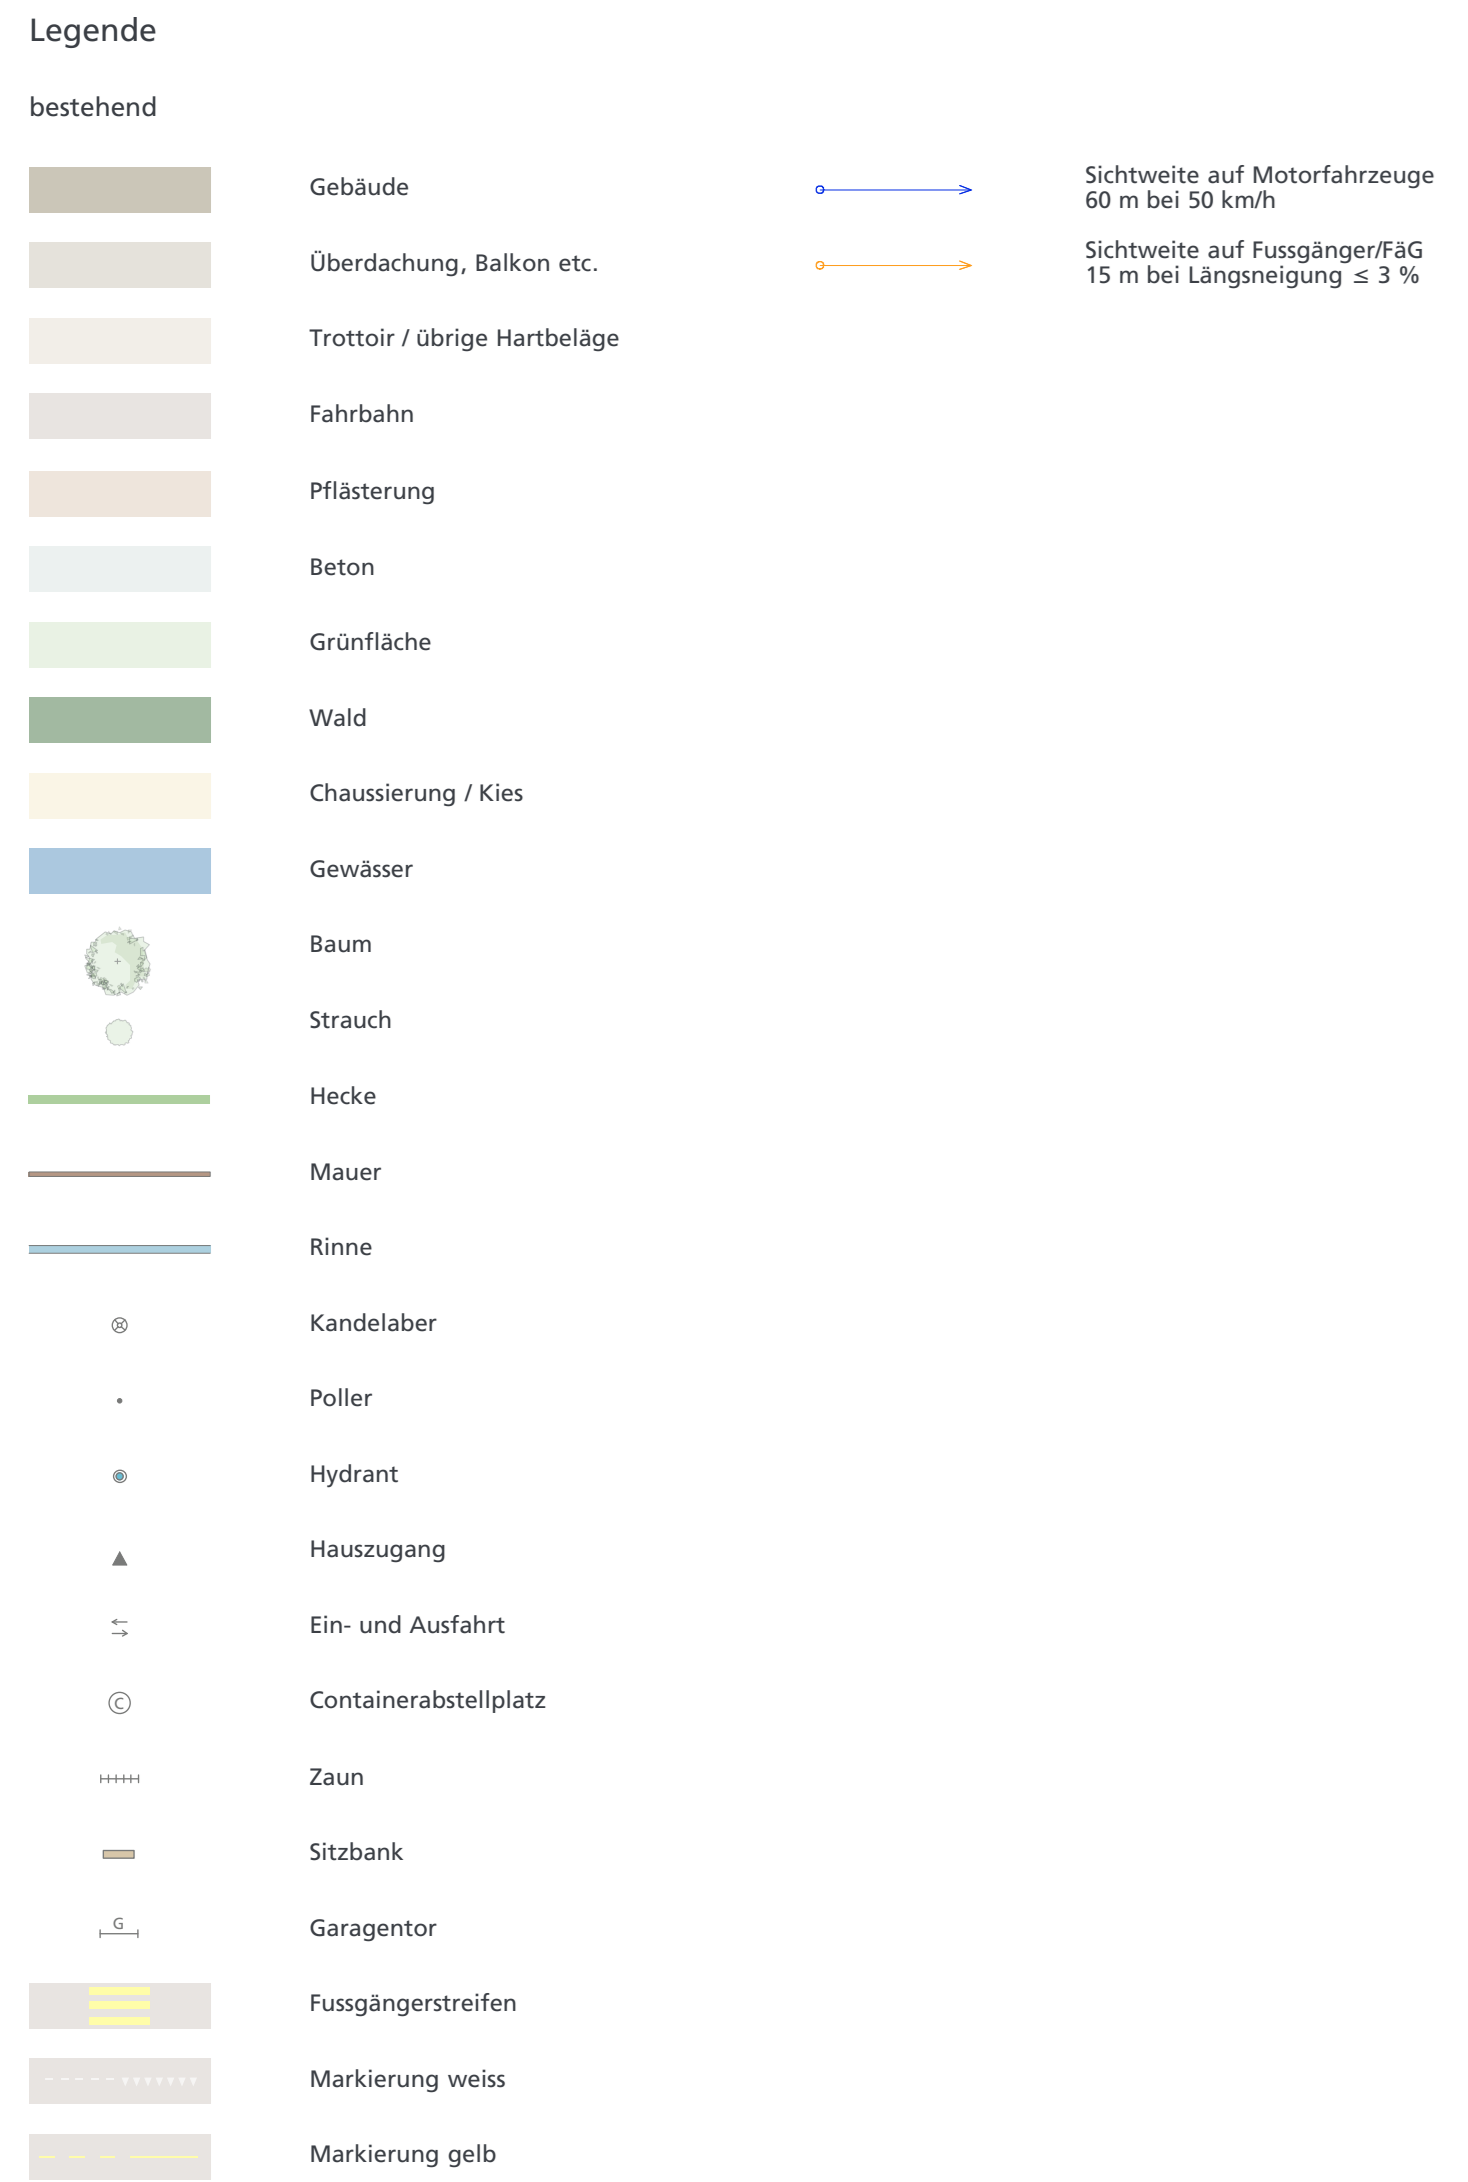 Legende
bestehend
Gebäude
Sichtweite auf Motorfahrzeuge
60 m bei 50 km/h
Überdachung, Balkon etc.
Sichtweite auf Fussgänger/FäG
15 m bei Längsneigung ≤ 3 %
Trottoir / übrige Hartbeläge
Fahrbahn
Pflästerung
Beton
Grünfläche
Wald
Chaussierung / Kies
Gewässer
Baum
Strauch
Hecke
Mauer
Rinne
Kandelaber
Poller
Hydrant
Hauszugang
Ein- und Ausfahrt
C
Containerabstellplatz
Zaun
Sitzbank
G
Garagentor
Fussgängerstreifen
Markierung weiss
Markierung gelb